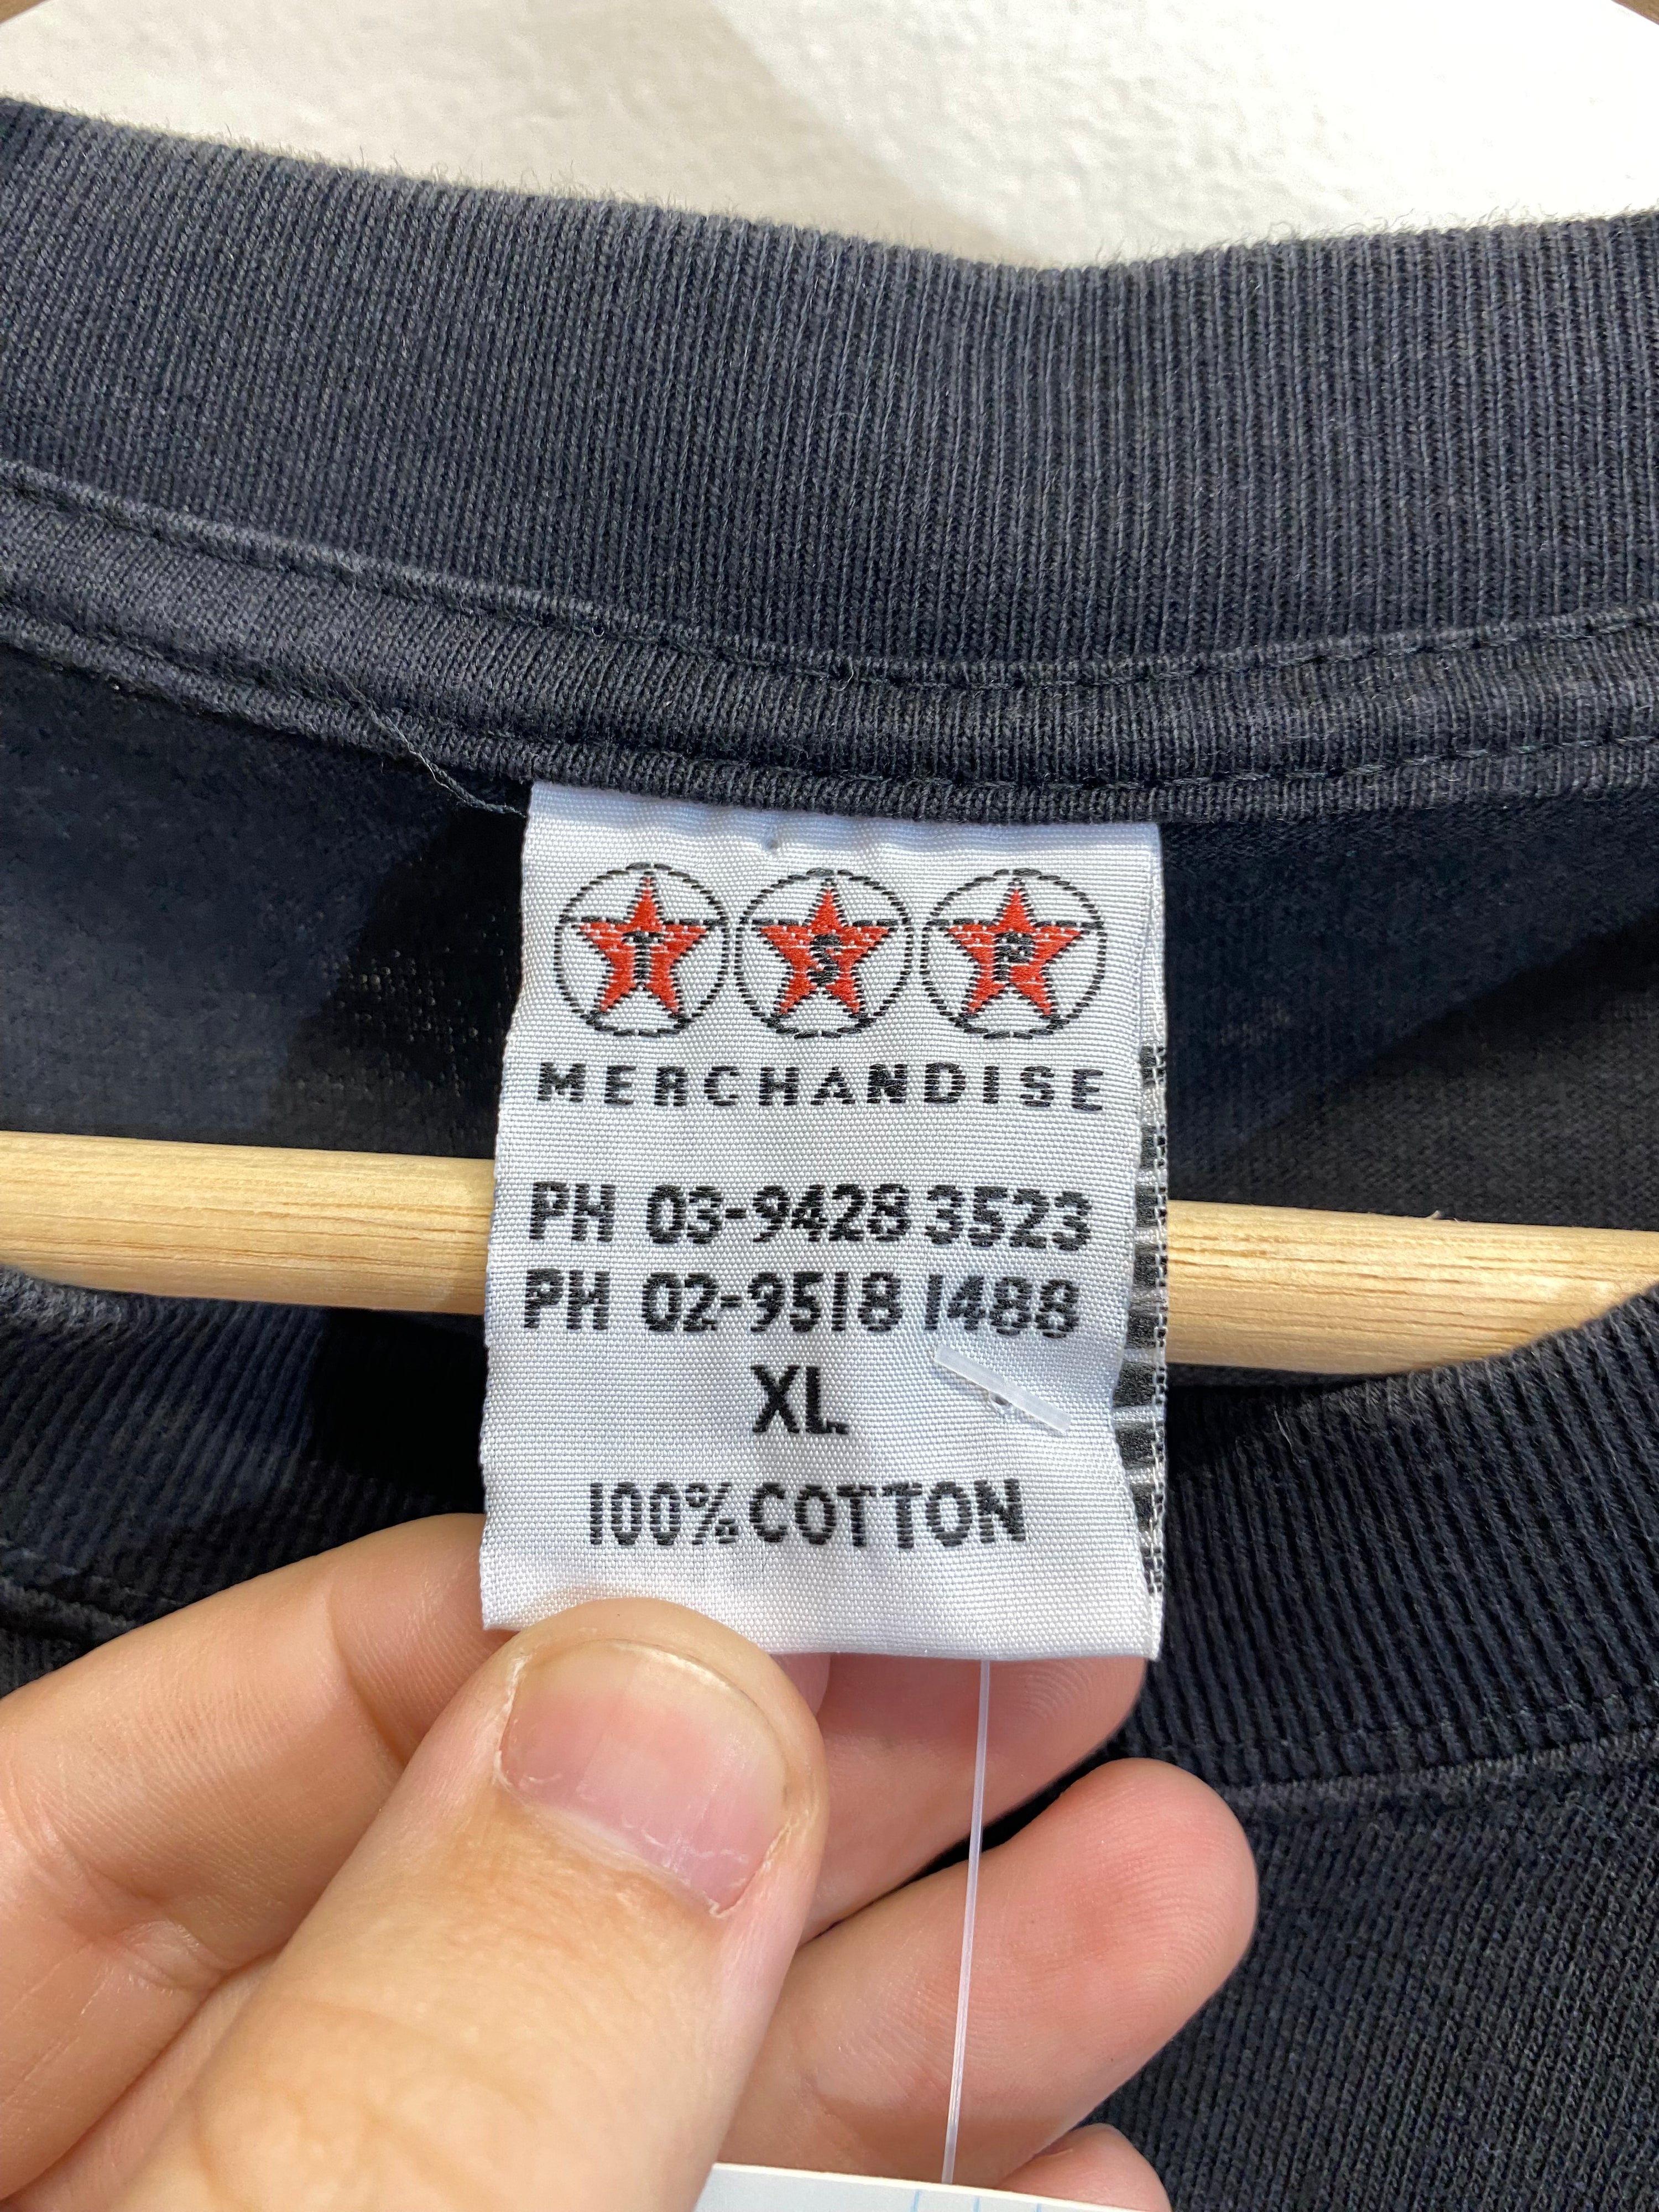 T S P
MERCHANDISE
PH 03-9428 3523
PH 02-9518 1488
XL
100% COTTON